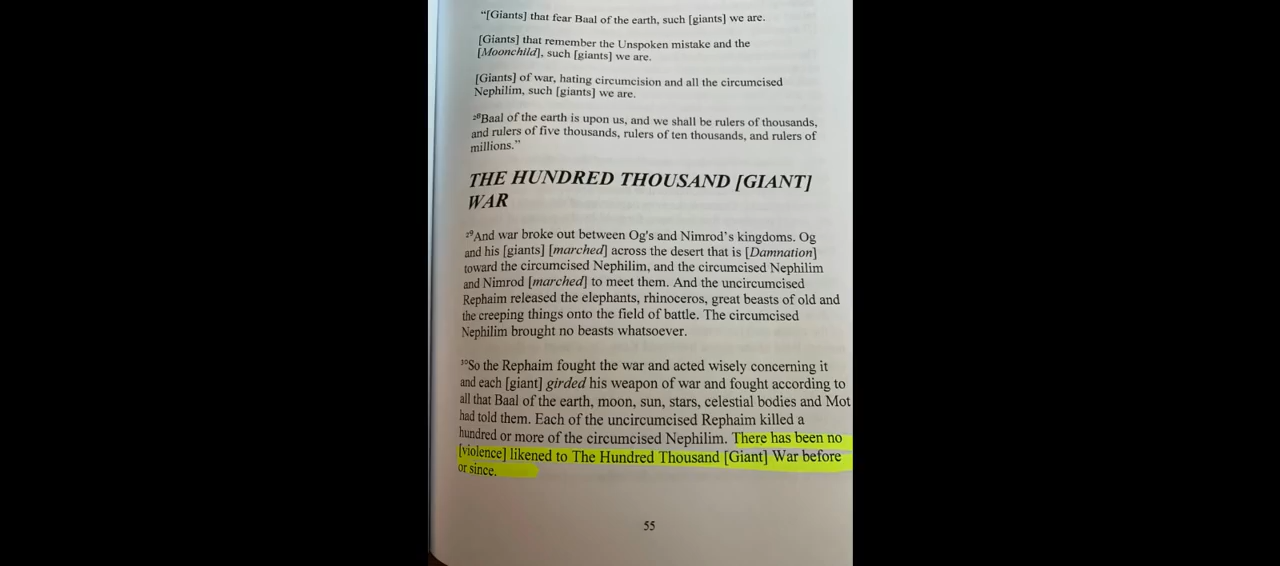 “[Giants] that fear Baal of the earth, such [giants] we are.
[Giants] that remember the Unspoken mistake and the
[Moonchild], such [giants] we are.
[Giants] of war, hating circumcision and all the circumcised
Nephilim, such [giants] we are.
²⁸Baal of the earth is upon us, and we shall be rulers of thousands,
and rulers of five thousands, rulers of ten thousands, and rulers of
millions.”
THE HUNDRED THOUSAND [GIANT]
WAR
²⁹And war broke out between Og's and Nimrod’s kingdoms. Og
and his [giants] [marched] across the desert that is [Damnation]
toward the circumcised Nephilim, and the circumcised Nephilim
and Nimrod [marched] to meet them. And the uncircumcised
Rephaim released the elephants, rhinoceros, great beasts of old and
the creeping things onto the field of battle. The circumcised
Nephilim brought no beasts whatsoever.
³⁰So the Rephaim fought the war and acted wisely concerning it
and each [giant] girded his weapon of war and fought according to
all that Baal of the earth, moon, sun, stars, celestial bodies and Mot
had told them. Each of the uncircumcised Rephaim killed a
hundred or more of the circumcised Nephilim. There has been no
[violence] likened to The Hundred Thousand [Giant] War before
or since.
55